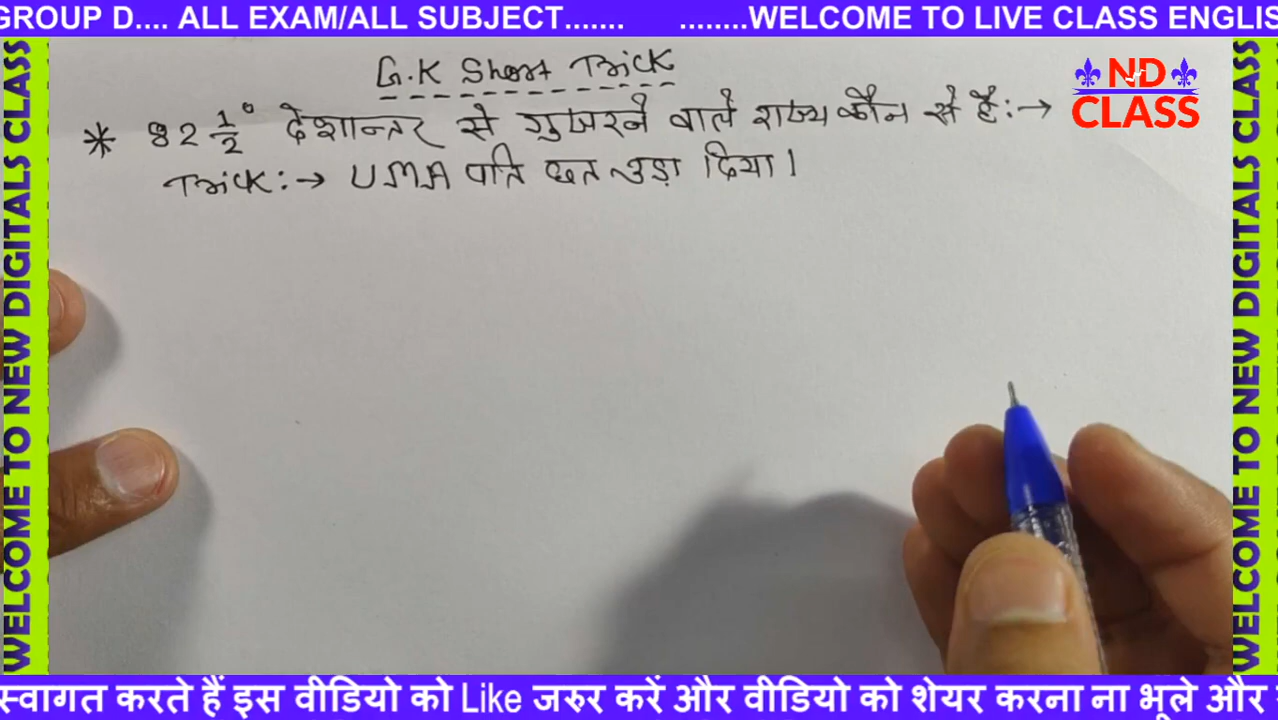 GROUP D.... ALL EXAM/ALL SUBJECT....... ........WELCOME TO LIVE CLASS ENGLIS
G.K Short Trick
ND
CLASS
* 82 1/2° देशान्तर से गुजरने वाले राज्य कौन से है:→
Trick:→ UMA पति छत उड़ा दिया।
WELCOME TO NEW DIGITALS CLASS
WELCOME TO NEW DIGITALS CLASS
स्वागत करते हैं इस वीडियो को Like जरुर करें और वीडियो को शेयर करना ना भूले और